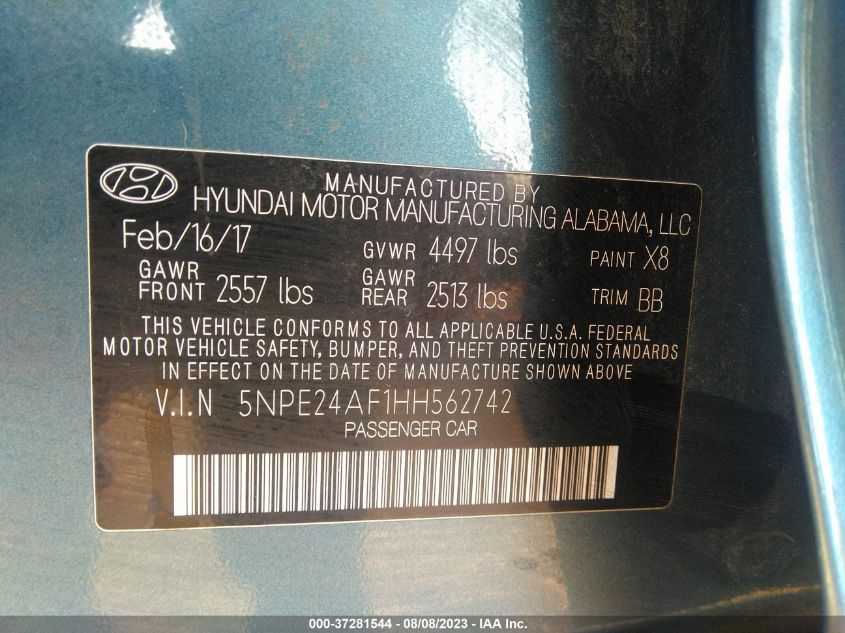 MANUFACTURED BY
HYUNDAI MOTOR MANUFACTURING ALABAMA, LLC
Feb/16/17 GVWR 4497 lbs PAINT X8
GAWR FRONT 2557 lbs GAWR REAR 2513 lbs TRIM BB
THIS VEHICLE CONFORMS TO ALL APPLICABLE U.S.A. FEDERAL
MOTOR VEHICLE SAFETY, BUMPER, AND THEFT PREVENTION STANDARDS
IN EFFECT ON THE DATE OF MANUFACTURE SHOWN ABOVE
V.I.N 5NPE24AF1HH562742
PASSENGER CAR
000-37281544 - 08/08/2023 - IAA Inc.